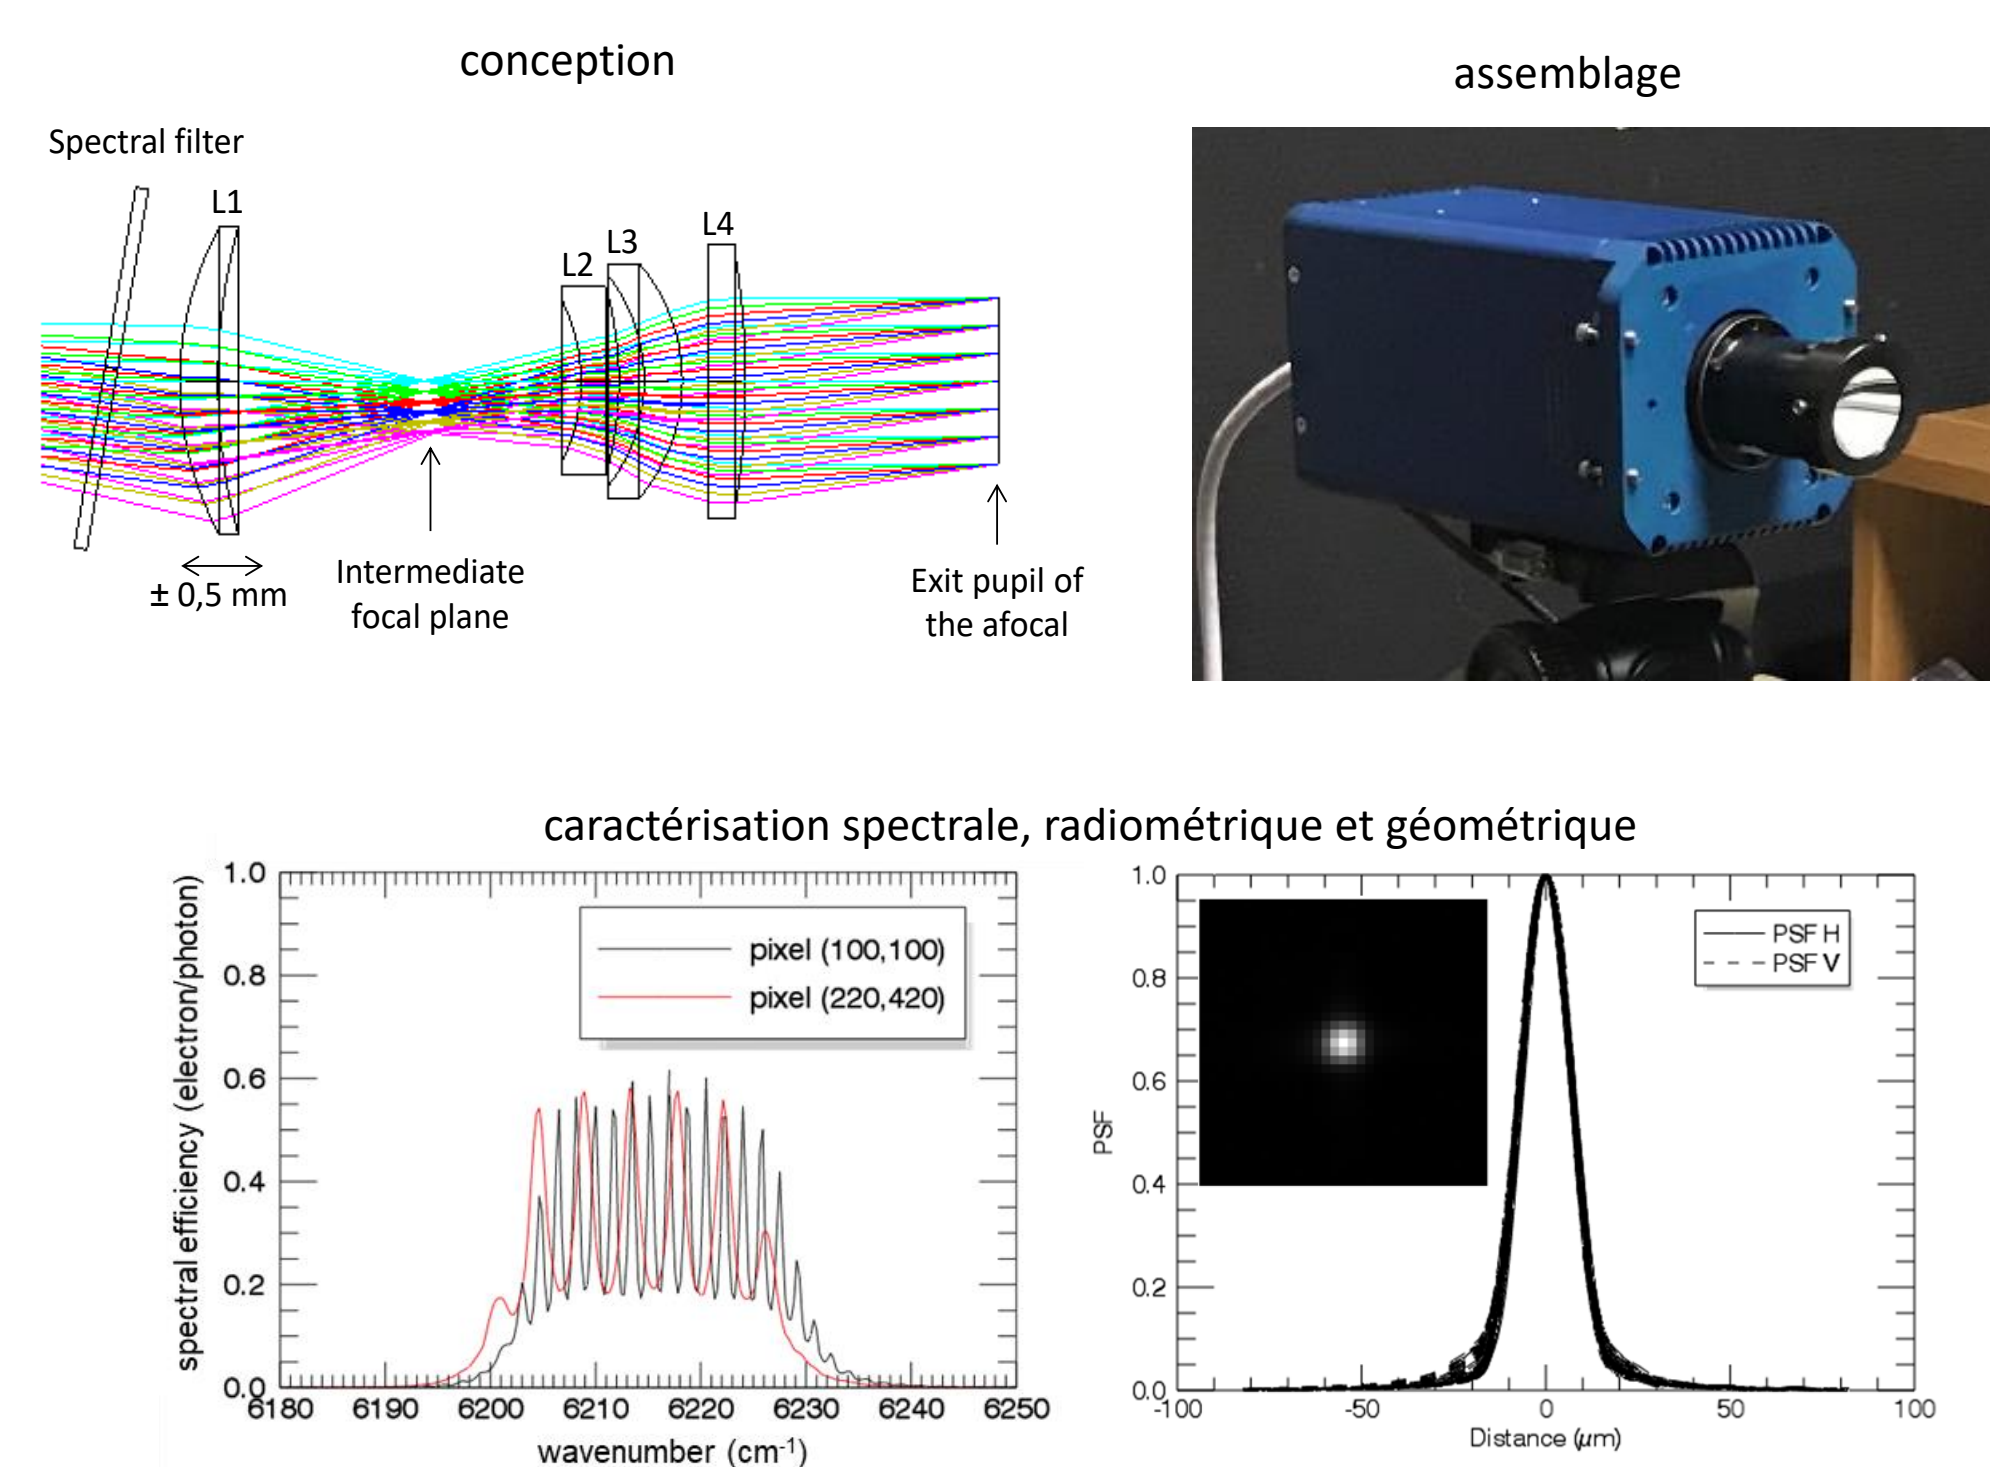 conception
assemblage
Spectral filter
L1
L2
L3
L4
± 0,5 mm
Intermediate
focal plane
Exit pupil of
the afocal
caractérisation spectrale, radiométrique et géométrique
spectral efficiency (electron/photon)
1.0
0.8
0.6
0.4
0.2
0.0
pixel (100,100)
pixel (220,420)
6180 6190 6200 6210 6220 6230 6240 6250
wavenumber (cm-1)
PSF
1.0
0.8
0.6
0.4
0.2
0.0
PSF H
PSF V
-100 -50 0 50 100
Distance (μm)